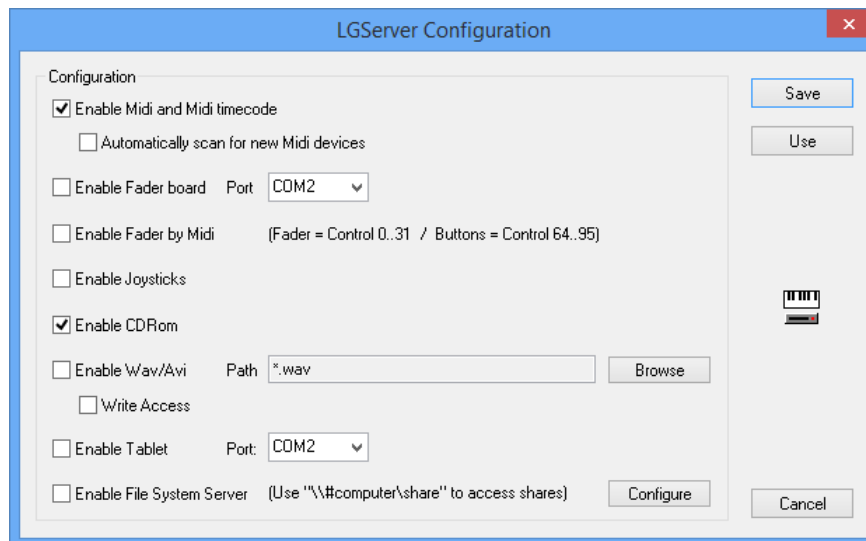 LGServer Configuration
Configuration
Enable Midi and Midi timecode
Automatically scan for new Midi devices
Enable Fader board Port COM2
Enable Fader by Midi (Fader = Control 0..31 / Buttons = Control 64..95)
Enable Joysticks
Enable CDRom
Enable Wav/Avi Path *.wav Browse
Write Access
Enable Tablet Port: COM2
Enable File System Server (Use "\\#computer\share" to access shares) Configure
Save
Use
Cancel